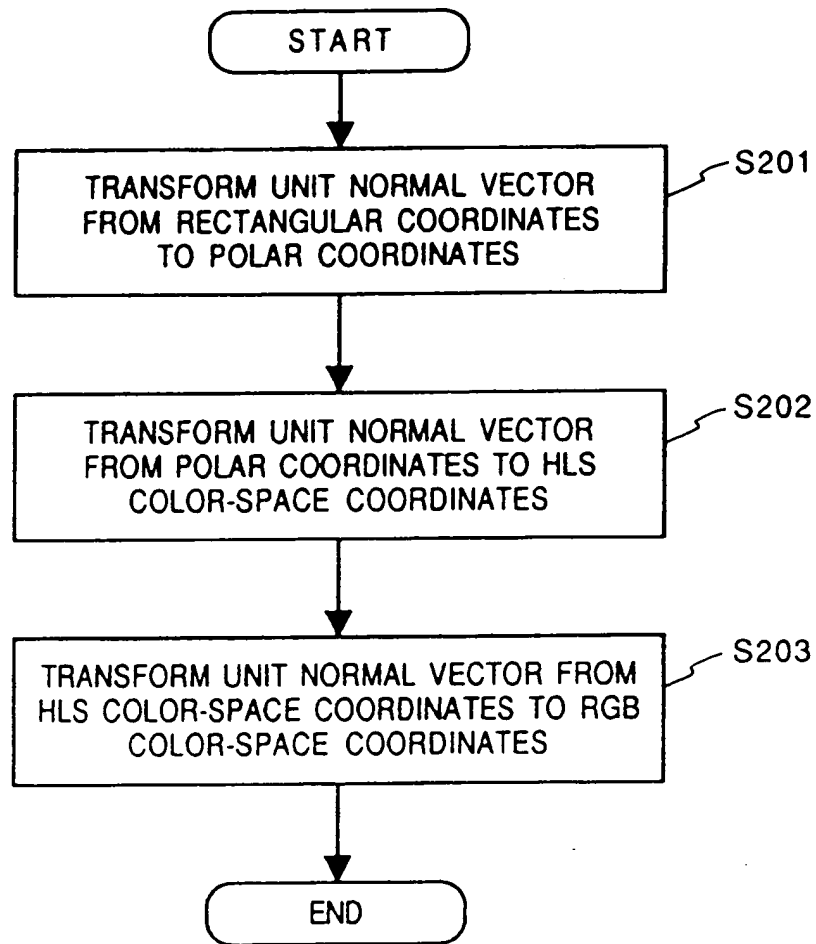 START
TRANSFORM UNIT NORMAL VECTOR
FROM RECTANGULAR COORDINATES
TO POLAR COORDINATES
S201
TRANSFORM UNIT NORMAL VECTOR
FROM POLAR COORDINATES TO HLS
COLOR-SPACE COORDINATES
S202
TRANSFORM UNIT NORMAL VECTOR FROM
HLS COLOR-SPACE COORDINATES TO RGB
COLOR-SPACE COORDINATES
S203
END